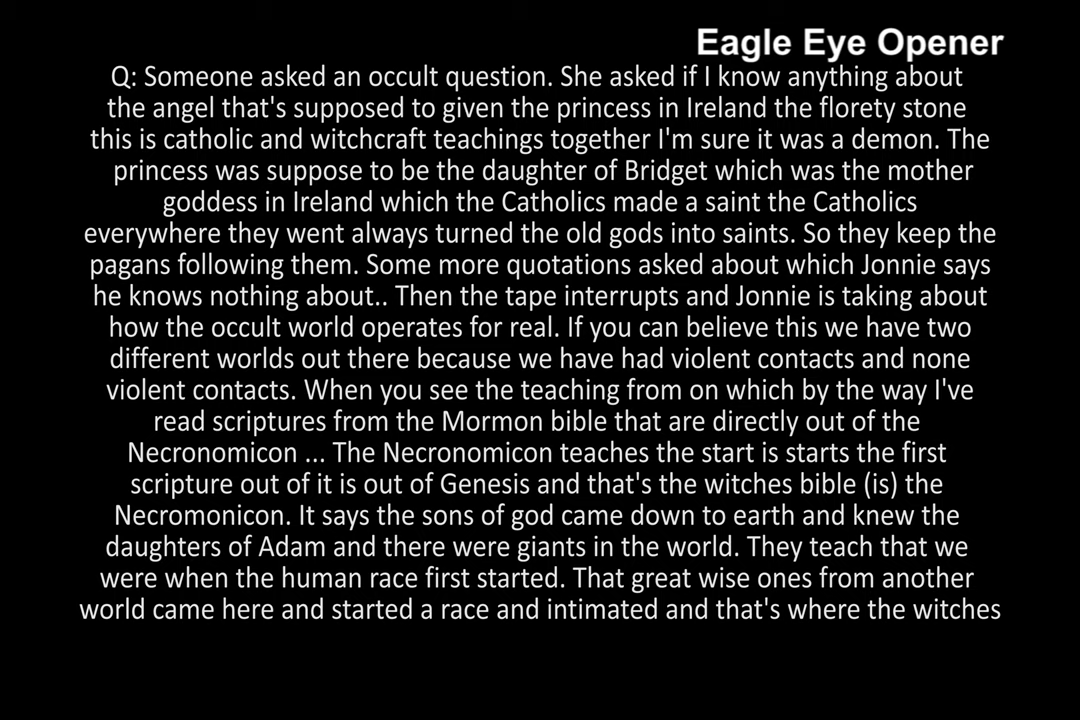 Eagle Eye Opener
Q: Someone asked an occult question. She asked if I know anything about
the angel that's supposed to given the princess in Ireland the florety stone
this is catholic and witchcraft teachings together I'm sure it was a demon. The
princess was suppose to be the daughter of Bridget which was the mother
goddess in Ireland which the Catholics made a saint the Catholics
everywhere they went always turned the old gods into saints. So they keep the
pagans following them. Some more quotations asked about which Jonnie says
he knows nothing about.. Then the tape interrupts and Jonnie is taking about
how the occult world operates for real. If you can believe this we have two
different worlds out there because we have had violent contacts and none
violent contacts. When you see the teaching from on which by the way I've
read scriptures from the Mormon bible that are directly out of the
Necronomicon ... The Necronomicon teaches the start is starts the first
scripture out of it is out of Genesis and that's the witches bible (is) the
Necromonicon. It says the sons of god came down to earth and knew the
daughters of Adam and there were giants in the world. They teach that we
were when the human race first started. That great wise ones from another
world came here and started a race and intimated and that's where the witches